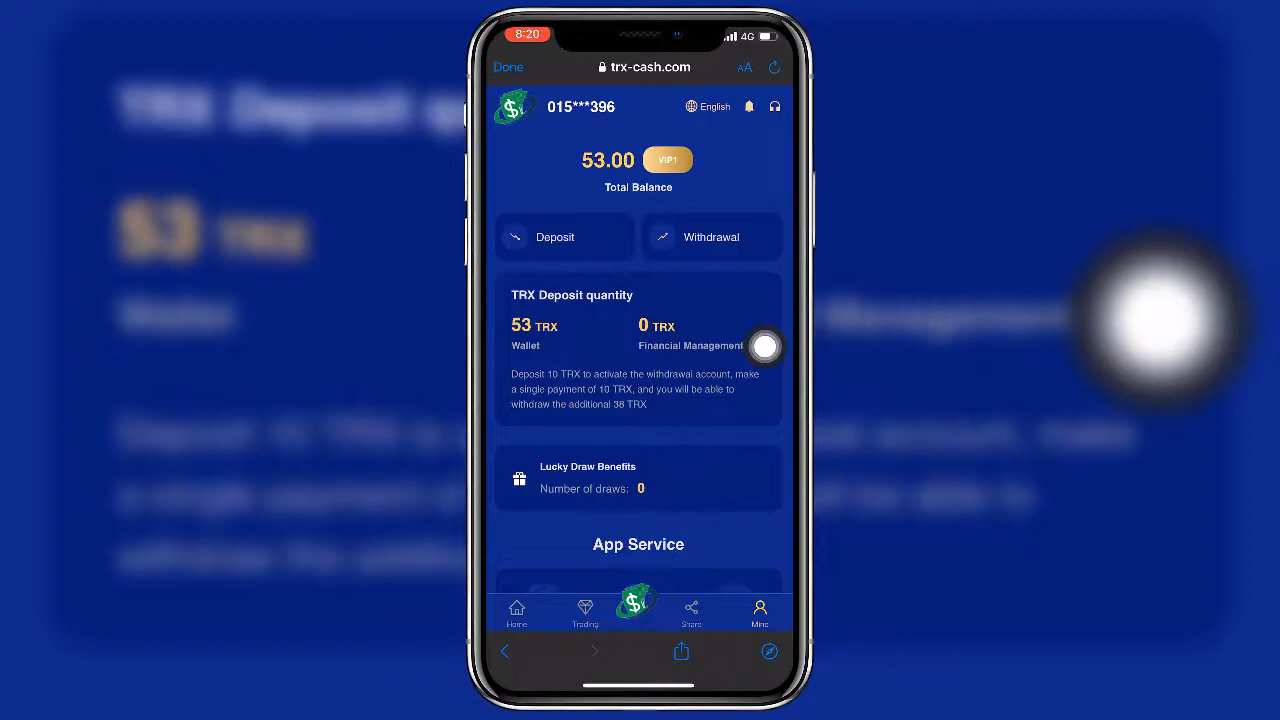 8:20
4G
Done
trx-cash.com
AA
015***396
English
53.00
VIP1
Total Balance
Deposit
Withdrawal
TRX Deposit quantity
53 TRX
0 TRX
Wallet
Financial Management
Deposit 10 TRX to activate the withdrawal account, make
a single payment of 10 TRX, and you will be able to
withdraw the additional 38 TRX
Lucky Draw Benefits
Number of draws: 0
App Service
Home
Trading
Share
Mine